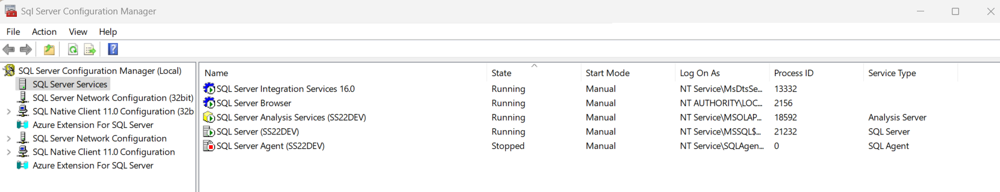 Sql Server Configuration Manager
File Action View Help
SQL Server Configuration Manager (Local)
SQL Server Services
SQL Server Network Configuration (32bit)
SQL Native Client 11.0 Configuration (32b
Azure Extension For SQL Server
SQL Server Network Configuration
SQL Native Client 11.0 Configuration
Azure Extension For SQL Server
Name State Start Mode Log On As Process ID Service Type
SQL Server Integration Services 16.0 Running Manual NT Service\MsDtsSe... 13332
SQL Server Browser Running Manual NT AUTHORITY\LOC... 2156
SQL Server Analysis Services (SS22DEV) Running Manual NT Service\MSOLAP... 18592 Analysis Server
SQL Server (SS22DEV) Running Manual NT Service\MSSQL$... 21232 SQL Server
SQL Server Agent (SS22DEV) Stopped Manual NT Service\SQLAgen... 0 SQL Agent